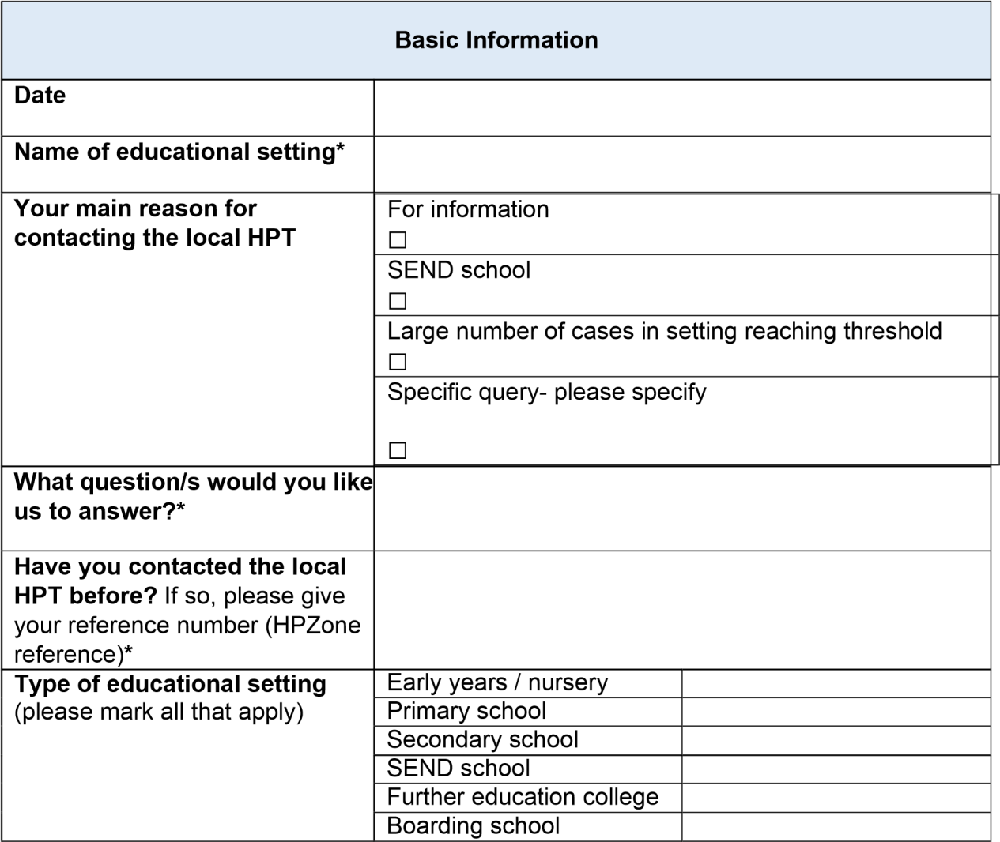 Basic Information
Date
Name of educational setting*
Your main reason for
contacting the local HPT
For information
☐
SEND school
☐
Large number of cases in setting reaching threshold
☐
Specific query- please specify
☐
What question/s would you like
us to answer?*
Have you contacted the local
HPT before? If so, please give
your reference number (HPZone
reference)*
Type of educational setting
(please mark all that apply)
Early years / nursery
Primary school
Secondary school
SEND school
Further education college
Boarding school